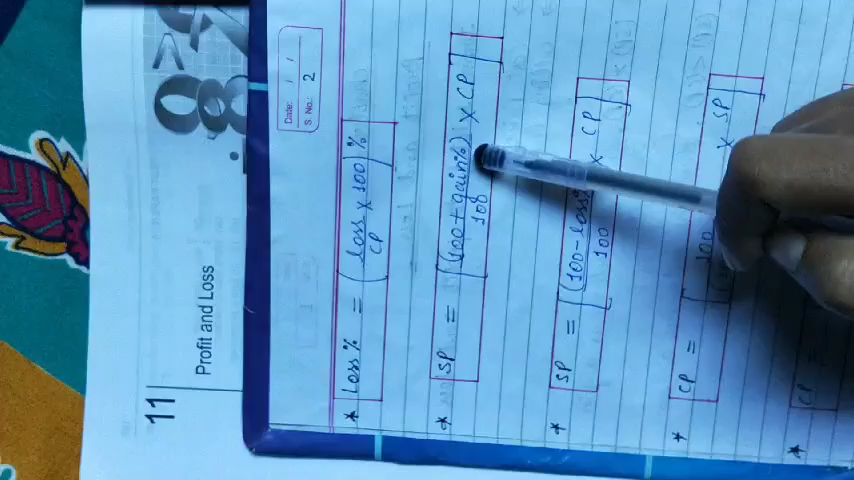 11
Profit and Loss
Date: / /
S. No.: 2
* Loss% = (loss/CP × 100)%
* SP = [(100+gain%)/100 × CP]
* SP = [(100-loss%)/100 × CP]
* CP = [100/ × SP]
* CP =